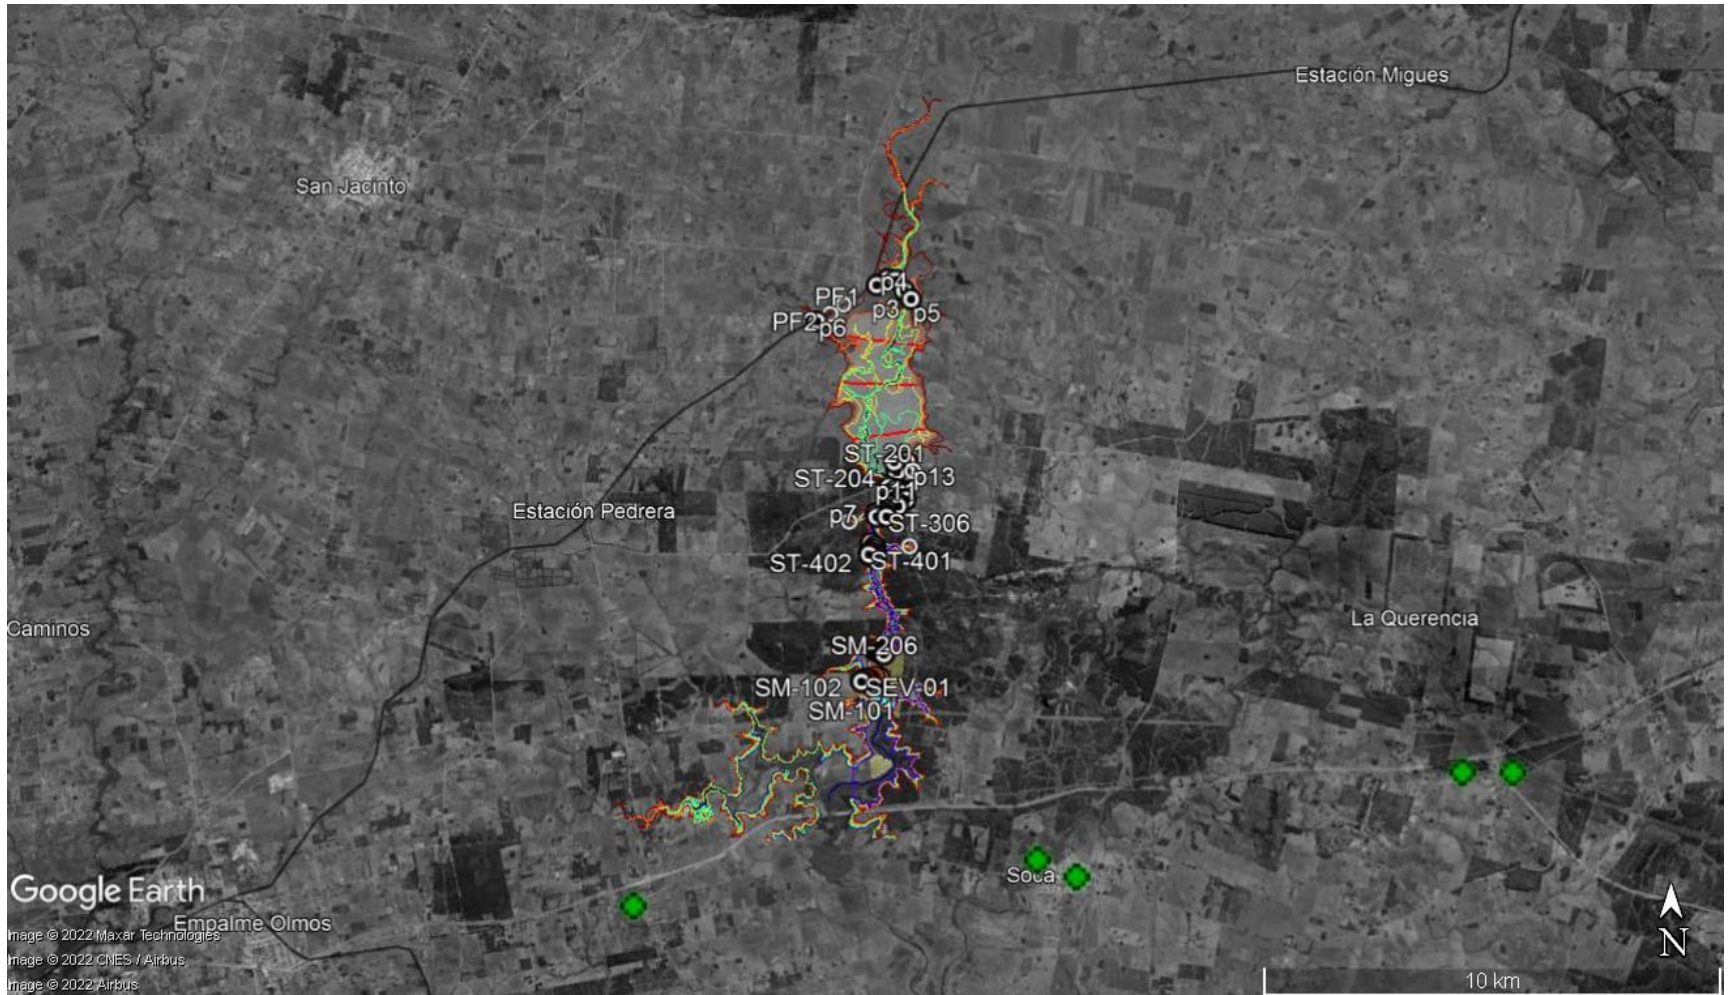 Estación Migues
San Jacinto
p4
PF1
p3
p5
PF2
p6
ST-201
ST-204
p13
p11
Estación Pedrera
p7
ST-306
ST-402
ST-401
La Querencia
Caminos
SM-206
SM-102
SEV-01
SM-101
Soca
Google Earth
Empalme Olmos
Image © 2022 Maxar Technologies
Image © 2022 CNES / Airbus
Image © 2022 Airbus
N
10 km